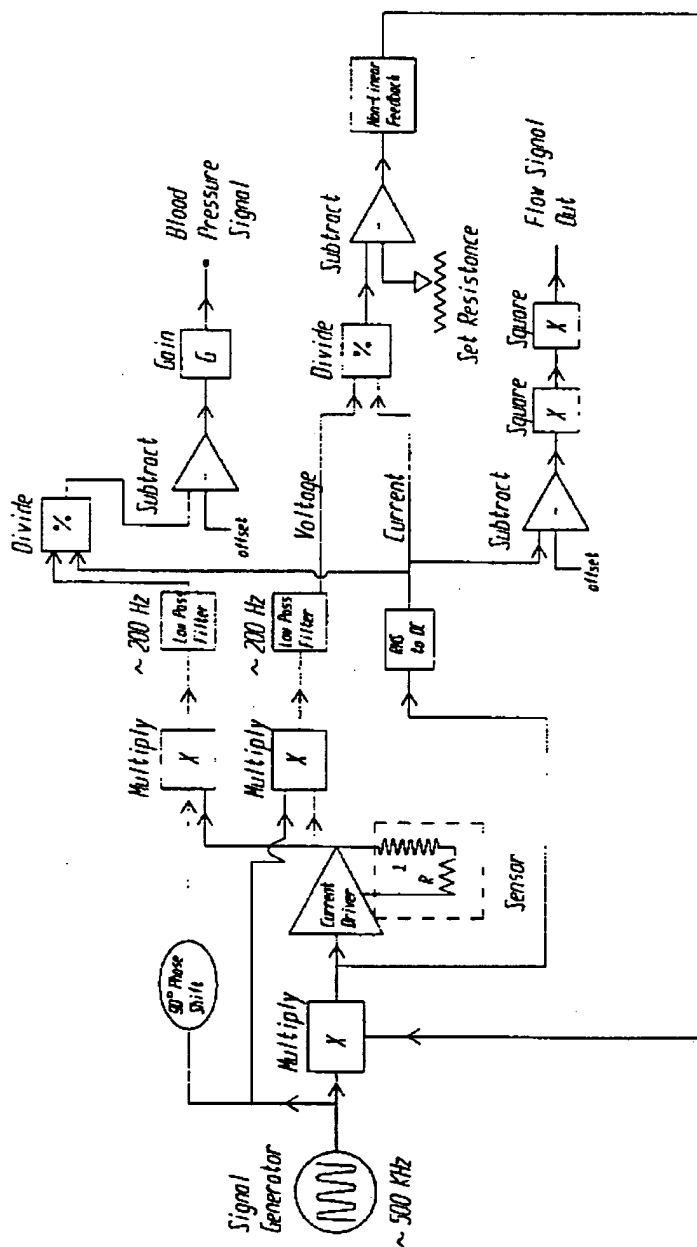 Divide
%
Subtract
-
offset
Gain
G
Blood
Pressure
Signal
~ 200 Hz
Low Pass
Filter
Multiply
X
90° Phase
Shift
~ 200 Hz
Low Pass
Filter
Multiply
X
Signal
Generator
~ 500 KHz
Multiply
X
Current
Driver
R
Sensor
Voltage
Current
RMS
to DC
Divide
%
Subtract
-
Set Resistance
Non-Linear
Feedback
Subtract
-
offset
Square
X
Square
X
Flow Signal
Out